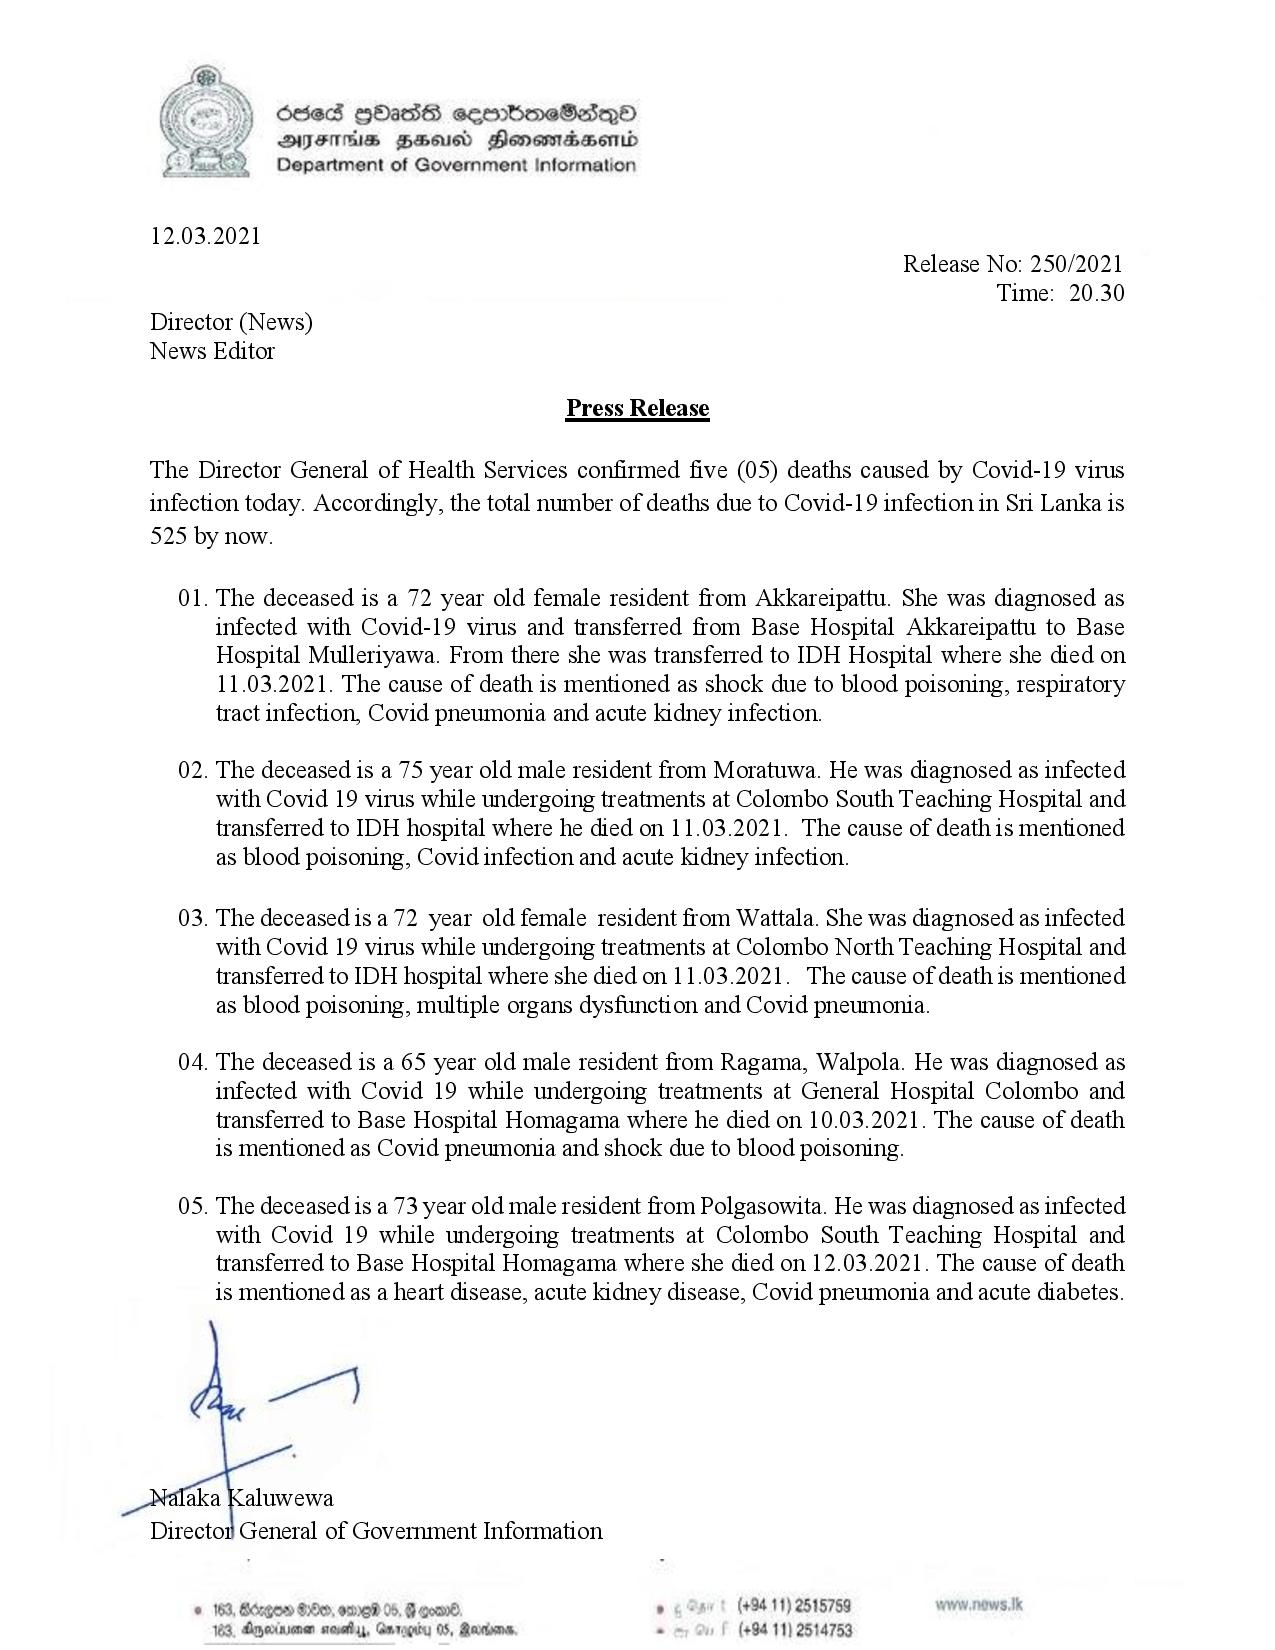 රජයේ ප්‍රවෘත්ති දෙපාර්තමේන්තුව
அரசாங்க தகவல் திணைக்களம்
Department of Government Information
12.03.2021
Release No: 250/2021
Time: 20.30
Director (News)
News Editor
Press Release
The Director General of Health Services confirmed five (05) deaths caused by Covid-19 virus
infection today. Accordingly, the total number of deaths due to Covid-19 infection in Sri Lanka is
525 by now.
01. The deceased is a 72 year old female resident from Akkareipattu. She was diagnosed as
infected with Covid-19 virus and transferred from Base Hospital Akkareipattu to Base
Hospital Mulleriyawa. From there she was transferred to IDH Hospital where she died on
11.03.2021. The cause of death is mentioned as shock due to blood poisoning, respiratory
tract infection, Covid pneumonia and acute kidney infection.
02. The deceased is a 75 year old male resident from Moratuwa. He was diagnosed as infected
with Covid 19 virus while undergoing treatments at Colombo South Teaching Hospital and
transferred to IDH hospital where he died on 11.03.2021. The cause of death is mentioned
as blood poisoning, Covid infection and acute kidney infection.
03. The deceased is a 72 year old female resident from Wattala. She was diagnosed as infected
with Covid 19 virus while undergoing treatments at Colombo North Teaching Hospital and
transferred to IDH hospital where she died on 11.03.2021. The cause of death is mentioned
as blood poisoning, multiple organs dysfunction and Covid pneumonia.
04. The deceased is a 65 year old male resident from Ragama, Walpola. He was diagnosed as
infected with Covid 19 while undergoing treatments at General Hospital Colombo and
transferred to Base Hospital Homagama where he died on 10.03.2021. The cause of death
is mentioned as Covid pneumonia and shock due to blood poisoning.
05. The deceased is a 73 year old male resident from Polgasowita. He was diagnosed as infected
with Covid 19 while undergoing treatments at Colombo South Teaching Hospital and
transferred to Base Hospital Homagama where she died on 12.03.2021. The cause of death
is mentioned as a heart disease, acute kidney disease, Covid pneumonia and acute diabetes.
Nalaka Kaluwewa
Director General of Government Information
163, කිරුලපන මාවත, කොළඹ 05, ශ්‍රී ලංකාව.
(+94 11) 2515759
www.news.lk
163, கிருலப்பனை எவனியூ, கொழும்பு 05, இலங்கை.
(+94 11) 2514753